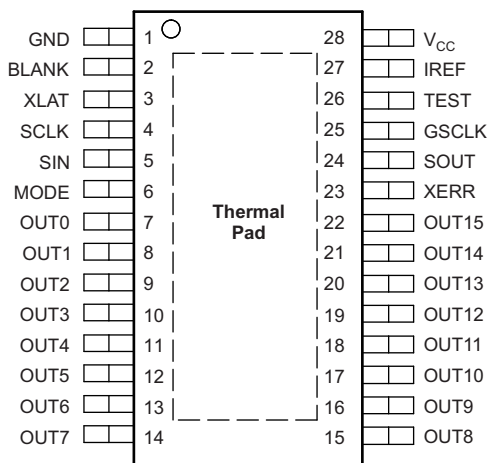 GND 1 28 VCC
BLANK 2 27 IREF
XLAT 3 26 TEST
SCLK 4 25 GSCLK
SIN 5 24 SOUT
MODE 6 23 XERR
OUT0 7 22 OUT15
Thermal
Pad
OUT1 8 21 OUT14
OUT2 9 20 OUT13
OUT3 10 19 OUT12
OUT4 11 18 OUT11
OUT5 12 17 OUT10
OUT6 13 16 OUT9
OUT7 14 15 OUT8